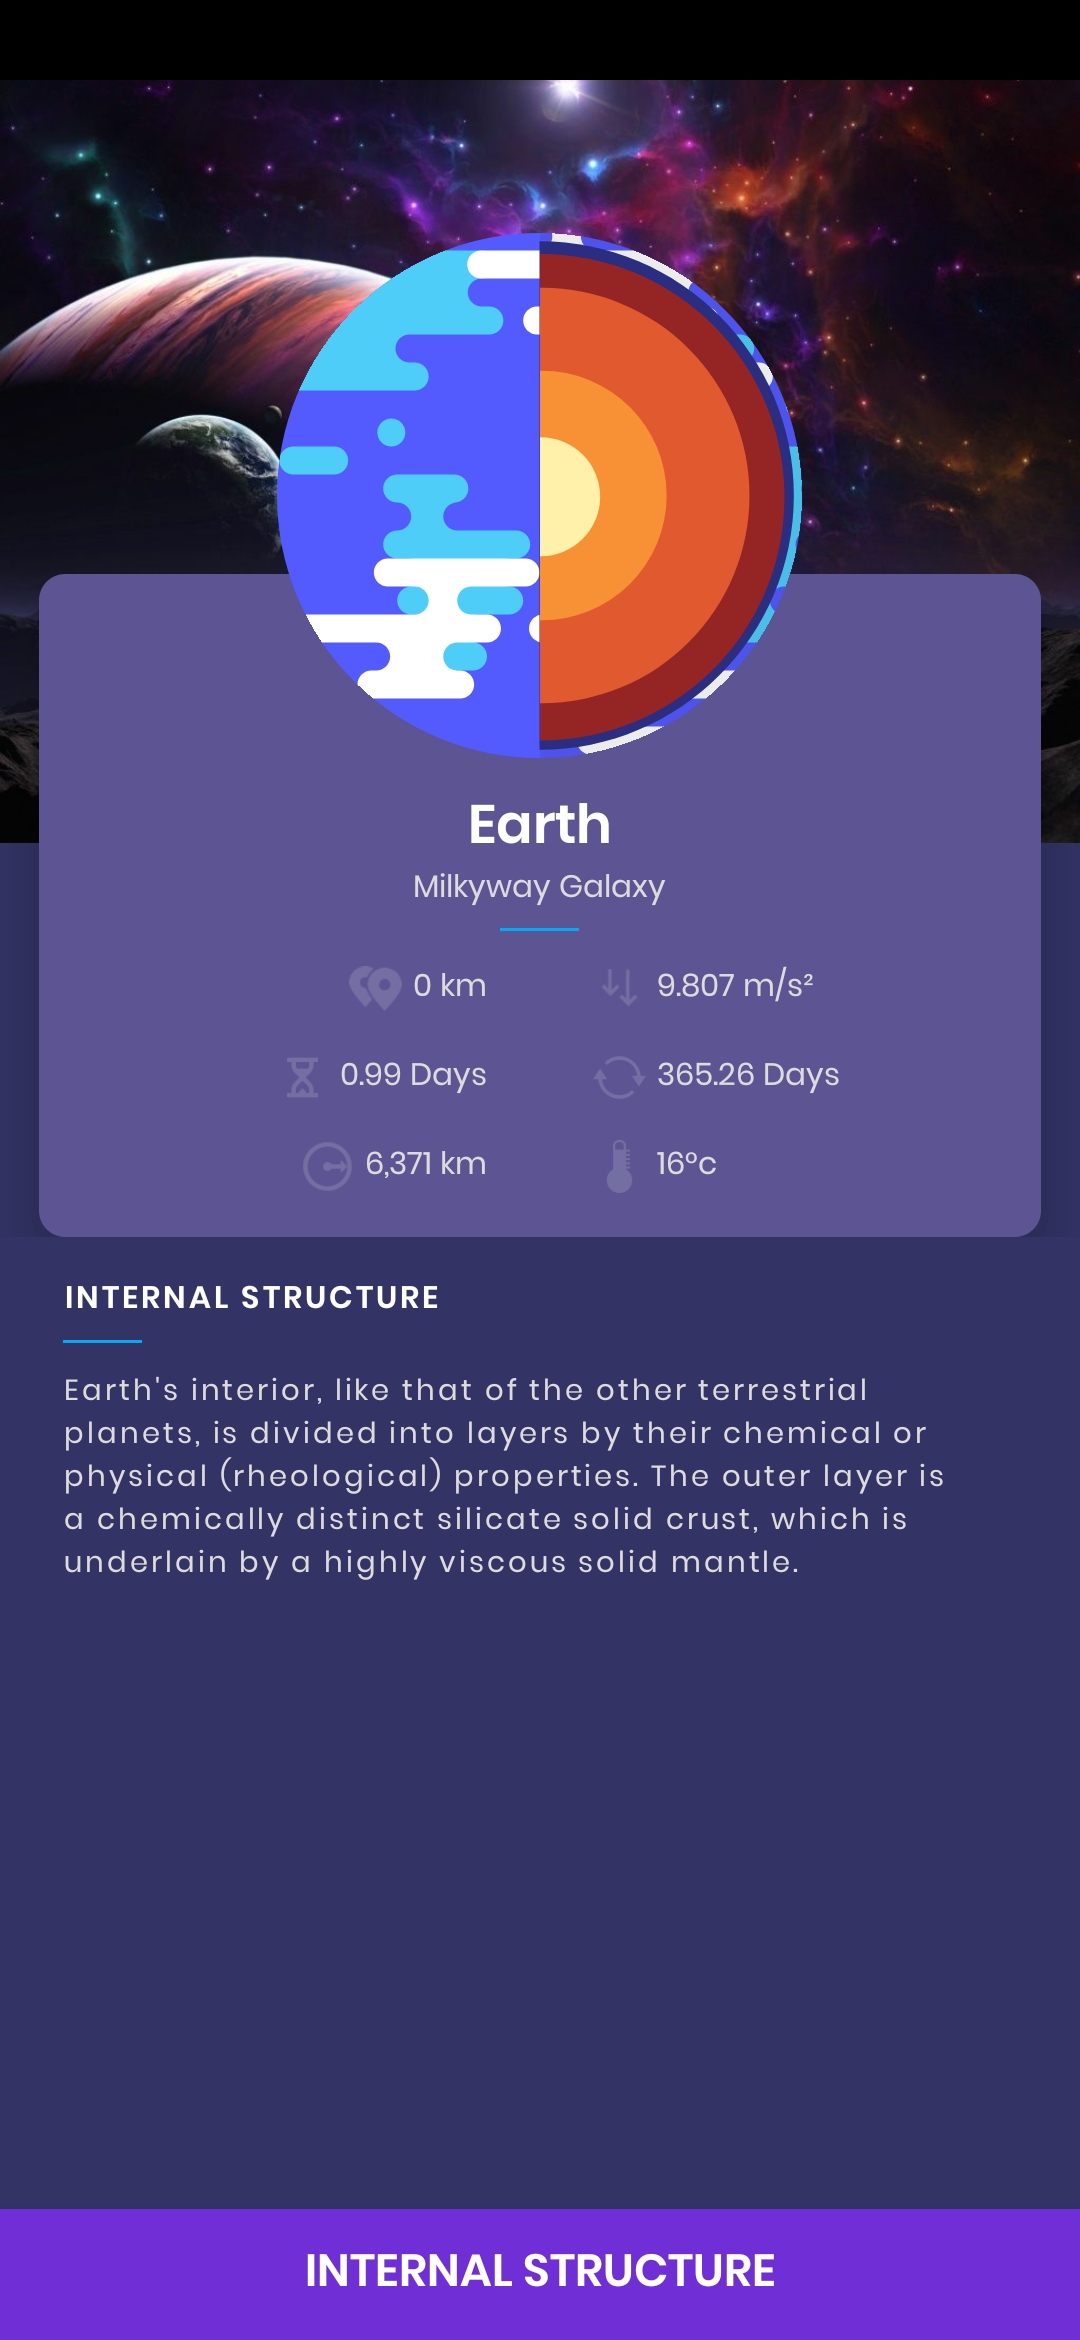 Earth
Milkyway Galaxy
0 km
9.807 m/s²
0.99 Days
365.26 Days
6,371 km
16°c
INTERNAL STRUCTURE
Earth's interior, like that of the other terrestrial
planets, is divided into layers by their chemical or
physical (rheological) properties. The outer layer is
a chemically distinct silicate solid crust, which is
underlain by a highly viscous solid mantle.
INTERNAL STRUCTURE